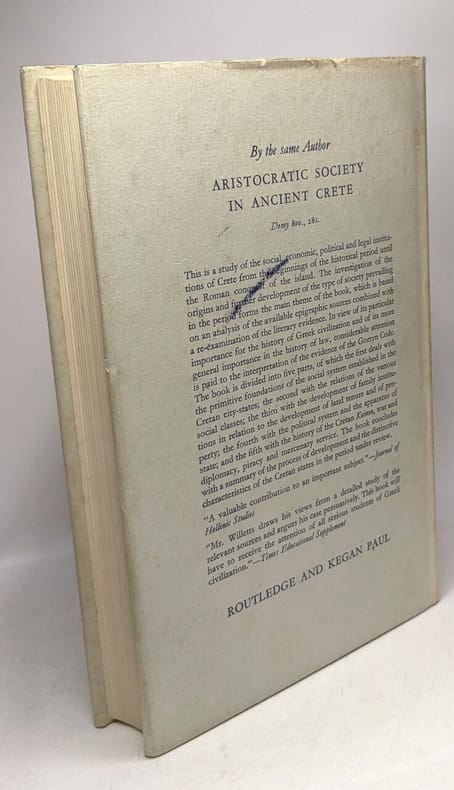 By the same Author
ARISTOCRATIC SOCIETY
IN ANCIENT CRETE
Demy 8vo., 28s.
This is a study of the social, economic, political and legal institu-
tions of Crete from the beginnings of the historical period until
the Roman conquest of the island. The investigation of the
origins and further development of the type of society prevailing
in the period forms the main theme of the book, which is based
on an analysis of the available epigraphic sources combined with
a re-examination of the literary evidence. In view of its particular
importance for the history of Greek civilization and of its more
general importance in the history of law, considerable attention
is paid to the interpretation of the evidence of the Gortyn Code.
The book is divided into five parts, of which the first deals with
the primitive foundations of the social system established in the
Cretan city-states; the second with the relations of the various
social classes; the third with the development of family institu-
tions in relation to the development of land tenure and of pro-
perty; the fourth with the political system and the apparatus of
state; and the fifth with the history of the Cretan Koinon, war and
diplomacy, piracy and mercenary service. The book concludes
with a summary of the process of development and the distinctive
characteristics of the Cretan states in the period under review.
"A valuable contribution to an important subject."—Journal of
Hellenic Studies
"Mr. Willetts draws his views from a detailed study of the
relevant sources and argues his case persuasively. This book will
have to receive the attention of all serious students of Greek
civilization."—Times Educational Supplement
ROUTLEDGE AND KEGAN PAUL